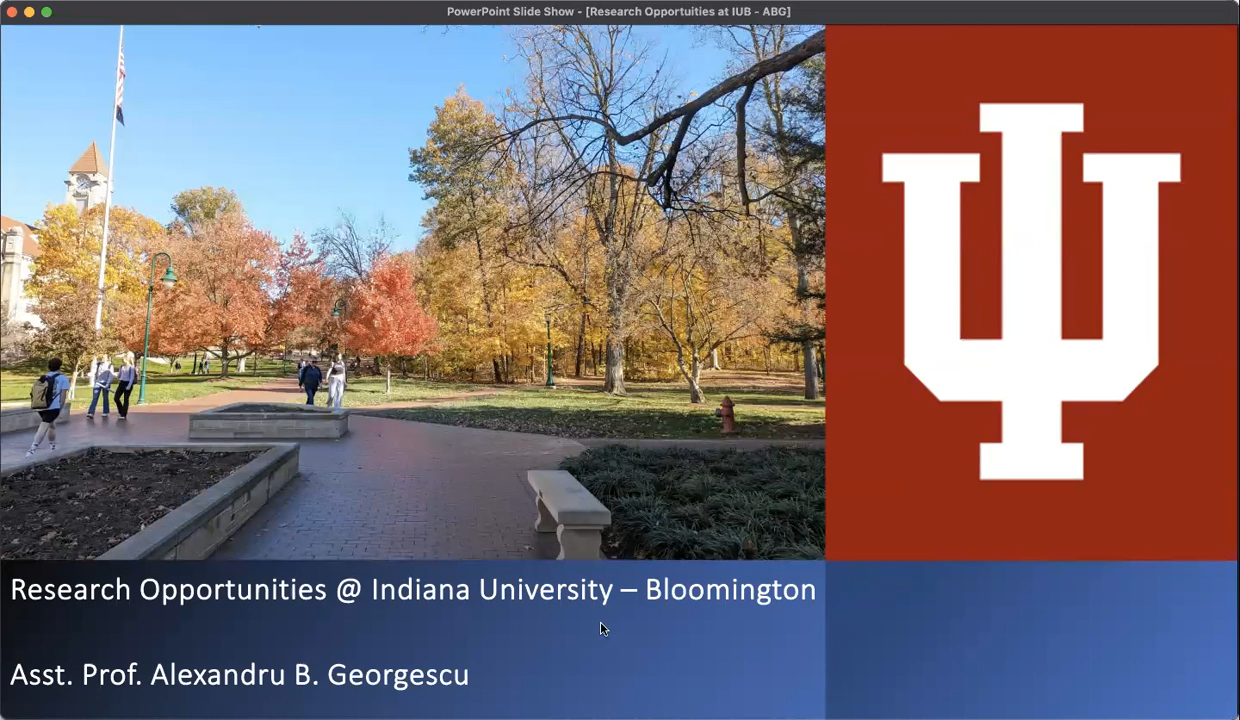 PowerPoint Slide Show - [Research Opportuities at IUB - ABG]
Research Opportunities @ Indiana University – Bloomington
Asst. Prof. Alexandru B. Georgescu